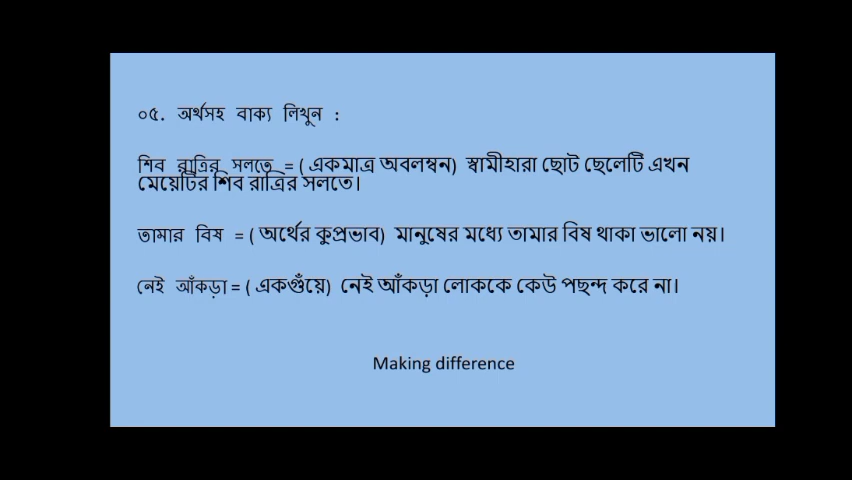 ০৫. অর্থসহ বাক্য লিখুন :
শিব রাত্রির সলতে = ( একমাত্র অবলম্বন) স্বামীহারা ছোট ছেলেটি এখন
মেয়েটির শিব রাত্রির সলতে।
তামার বিষ = ( অর্থের কুপ্রভাব) মানুষের মধ্যে তামার বিষ থাকা ভালো নয়।
নেই আঁকড়া = ( একগুঁয়ে) নেই আঁকড়া লোককে কেউ পছন্দ করে না।
Making difference